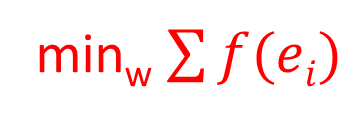 min_w ∑ f(e_i)